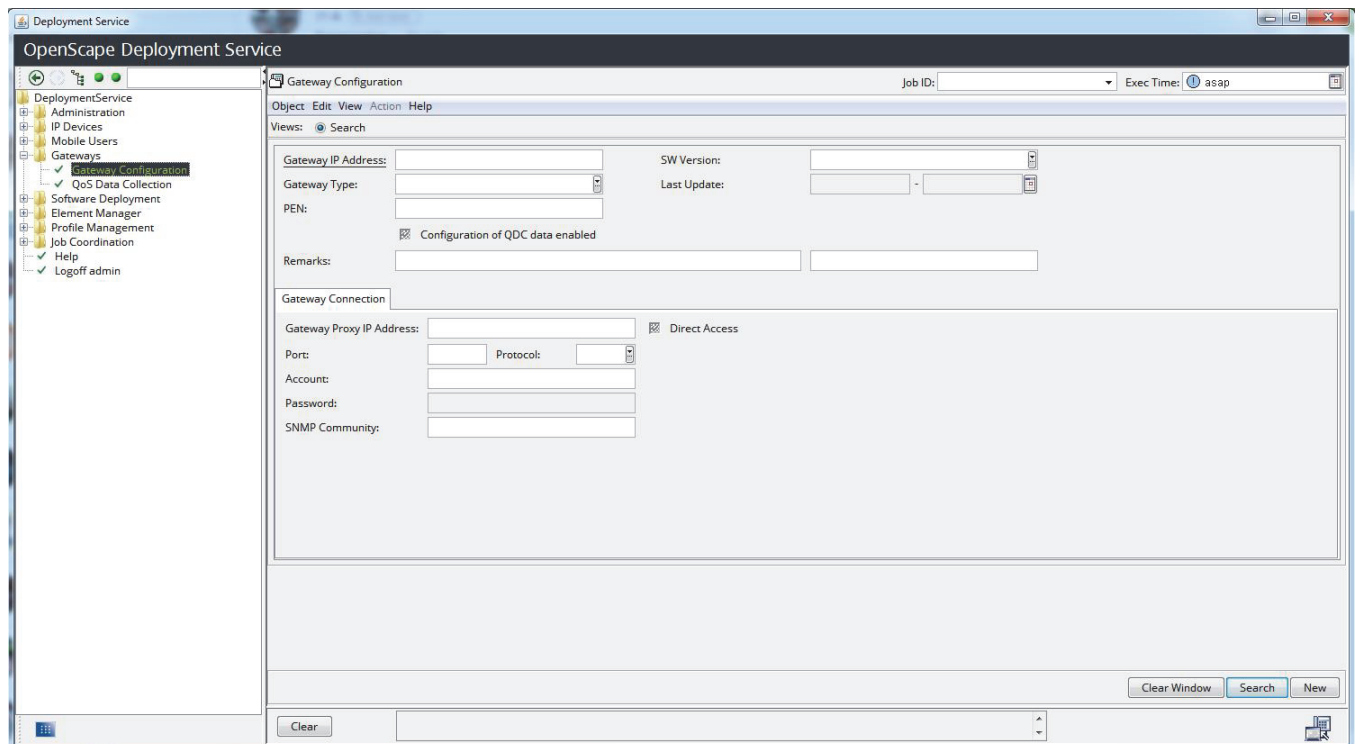 Deployment Service
OpenScape Deployment Service
DeploymentService
Administration
IP Devices
Mobile Users
Gateways
Gateway Configuration
QoS Data Collection
Software Deployment
Element Manager
Profile Management
Job Coordination
Help
Logoff admin
Gateway Configuration
Job ID:
Exec Time: asap
Object Edit View Action Help
Views: Search
Gateway IP Address:
SW Version:
Gateway Type:
Last Update: -
PEN:
Configuration of QDC data enabled
Remarks:
Gateway Connection
Gateway Proxy IP Address:
Direct Access
Port: Protocol:
Account:
Password:
SNMP Community:
Clear Window Search New
Clear